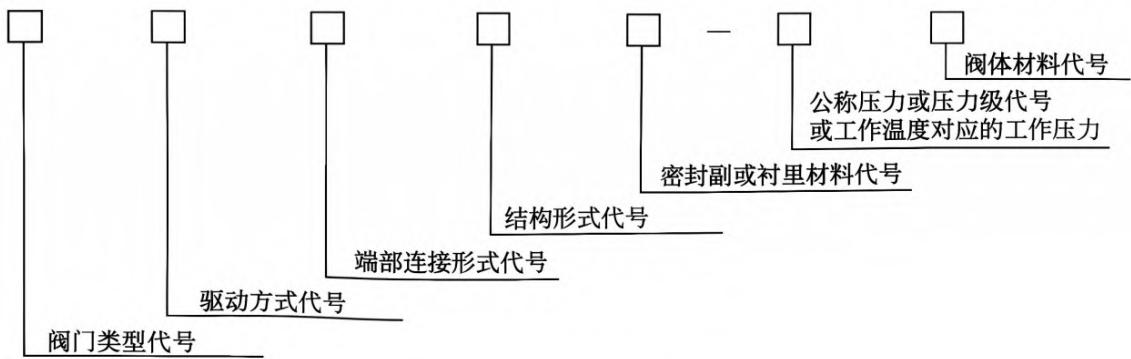 —
阀体材料代号
公称压力或压力级代号
或工作温度对应的工作压力
密封副或衬里材料代号
结构形式代号
端部连接形式代号
驱动方式代号
阀门类型代号